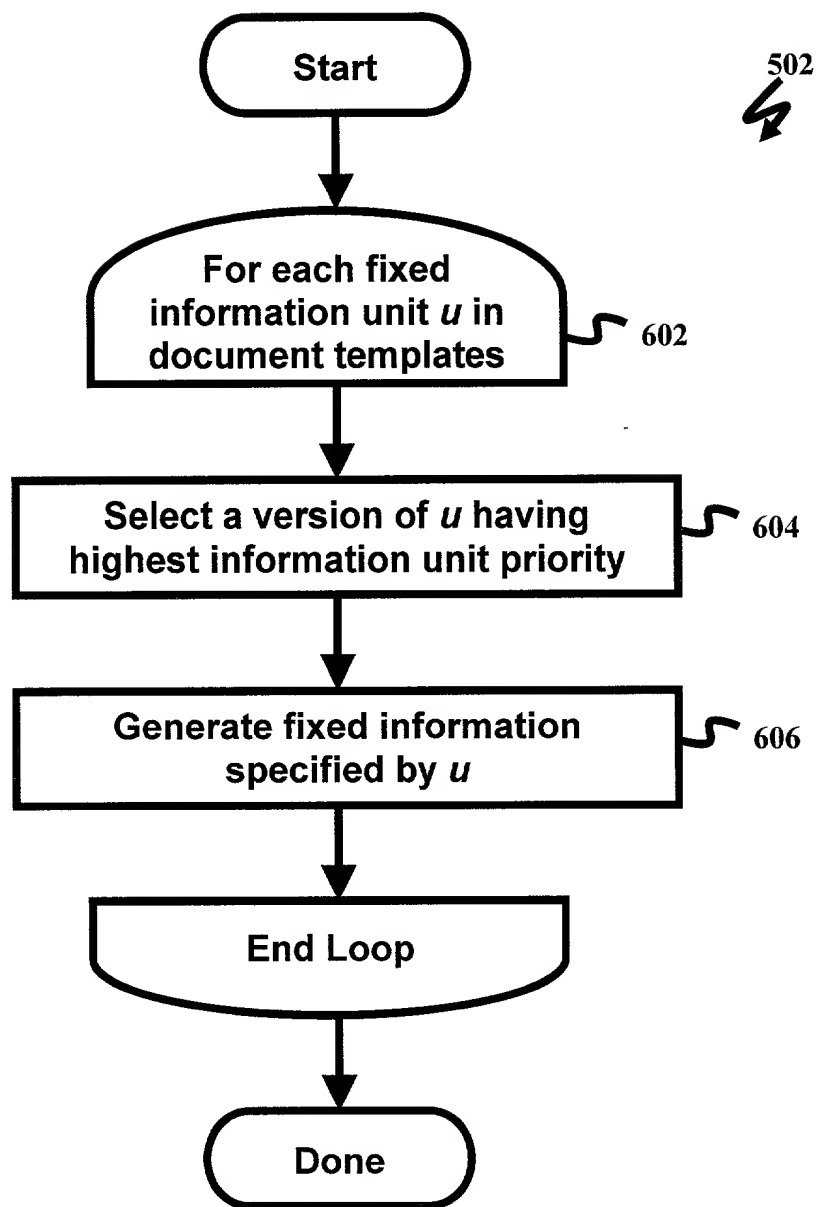 Start
502
For each fixed
information unit u in
document templates
602
Select a version of u having
highest information unit priority
604
Generate fixed information
specified by u
606
End Loop
Done